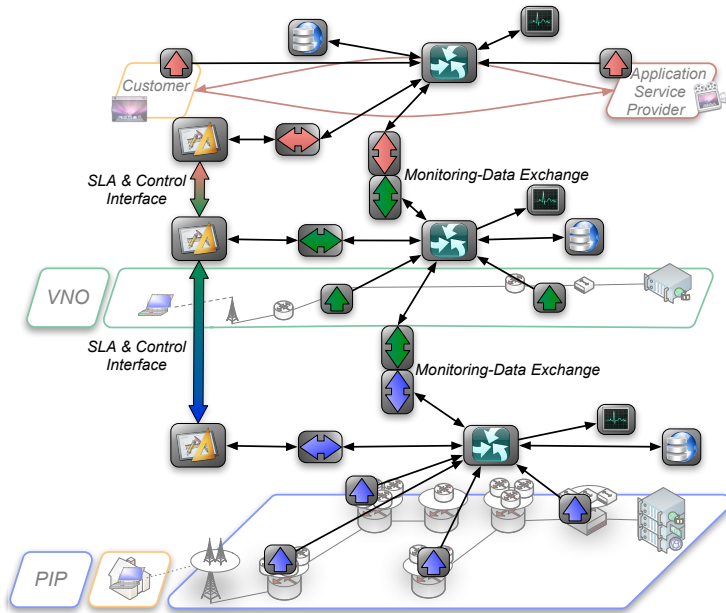 Customer
Application
Service
Provider
SLA & Control
Interface
Monitoring-Data Exchange
VNO
SLA & Control
Interface
Monitoring-Data Exchange
PIP